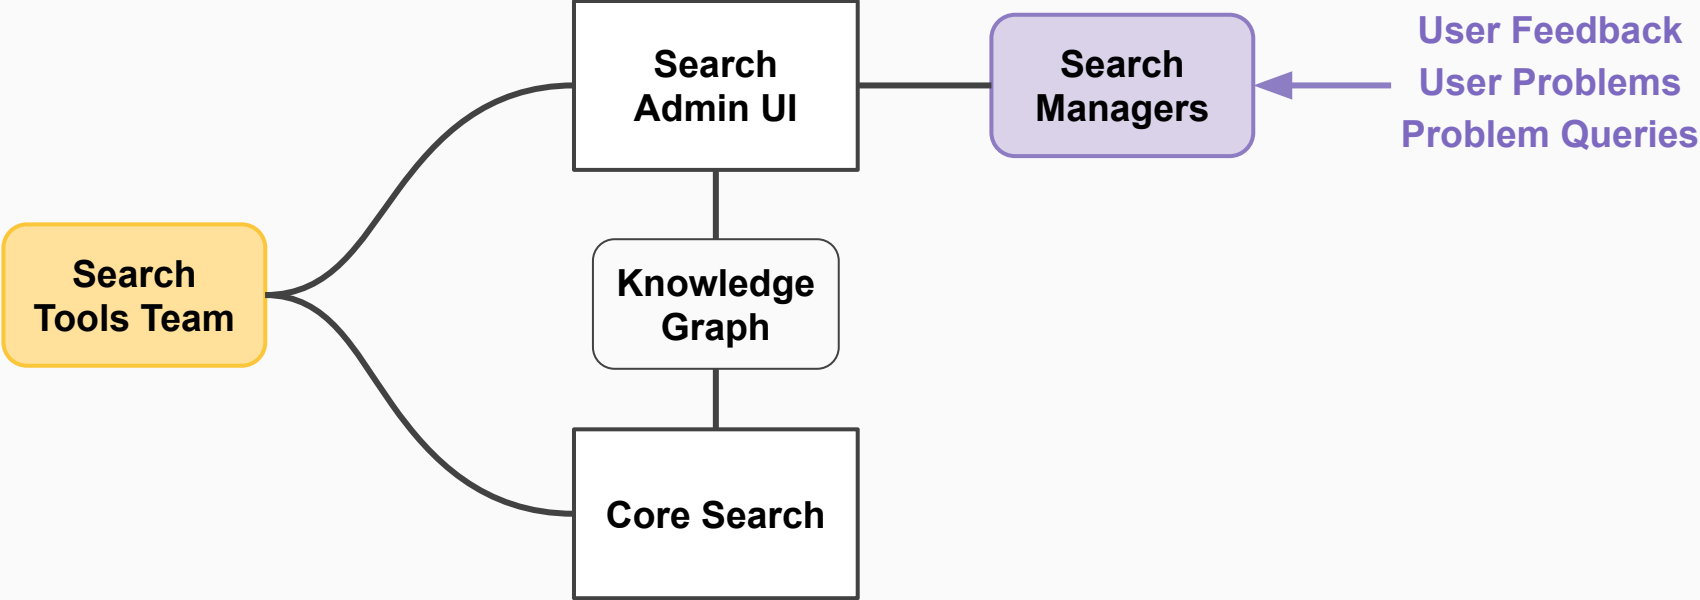 Search
Admin UI
Search
Managers
User Feedback
User Problems
Problem Queries
Search
Tools Team
Knowledge
Graph
Core Search